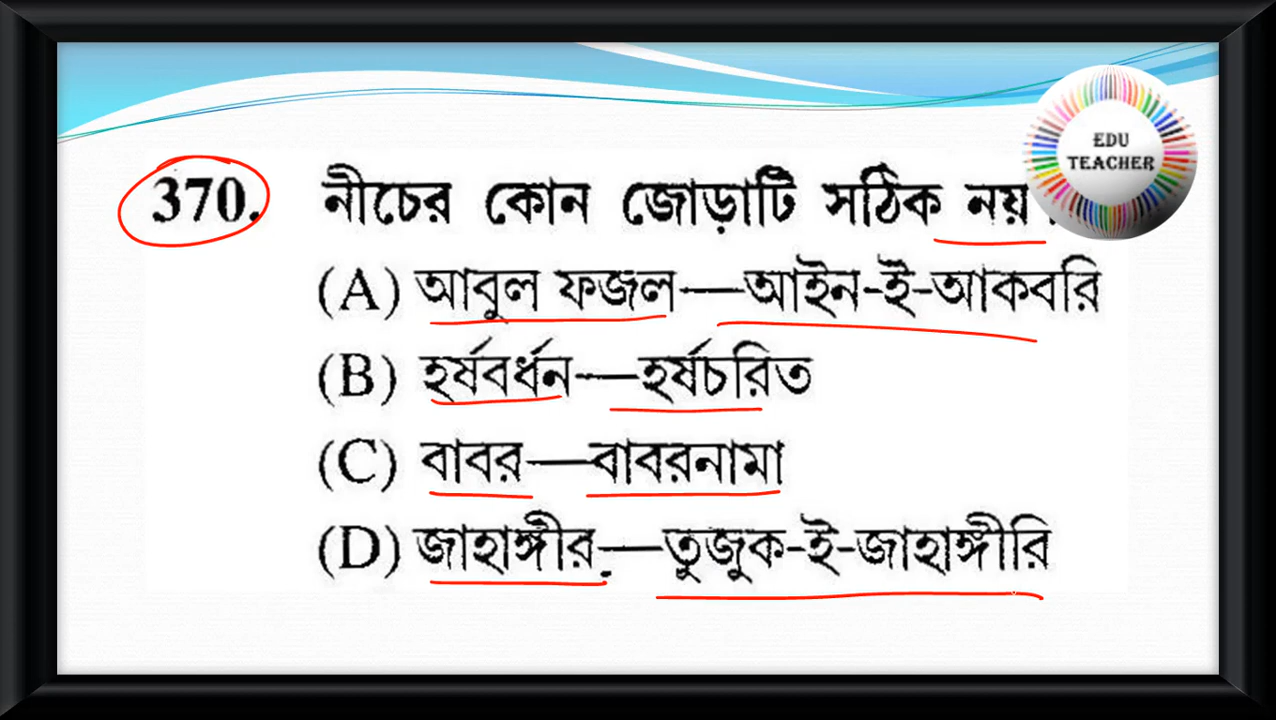 EDU
TEACHER
370. নীচের কোন জোড়াটি সঠিক নয়
(A) আবুল ফজল—আইন-ই-আকবরি
(B) হর্ষবর্ধন—হর্ষচরিত
(C) বাবর—বাবরনামা
(D) জাহাঙ্গীর—তুজুক-ই-জাহাঙ্গীরি